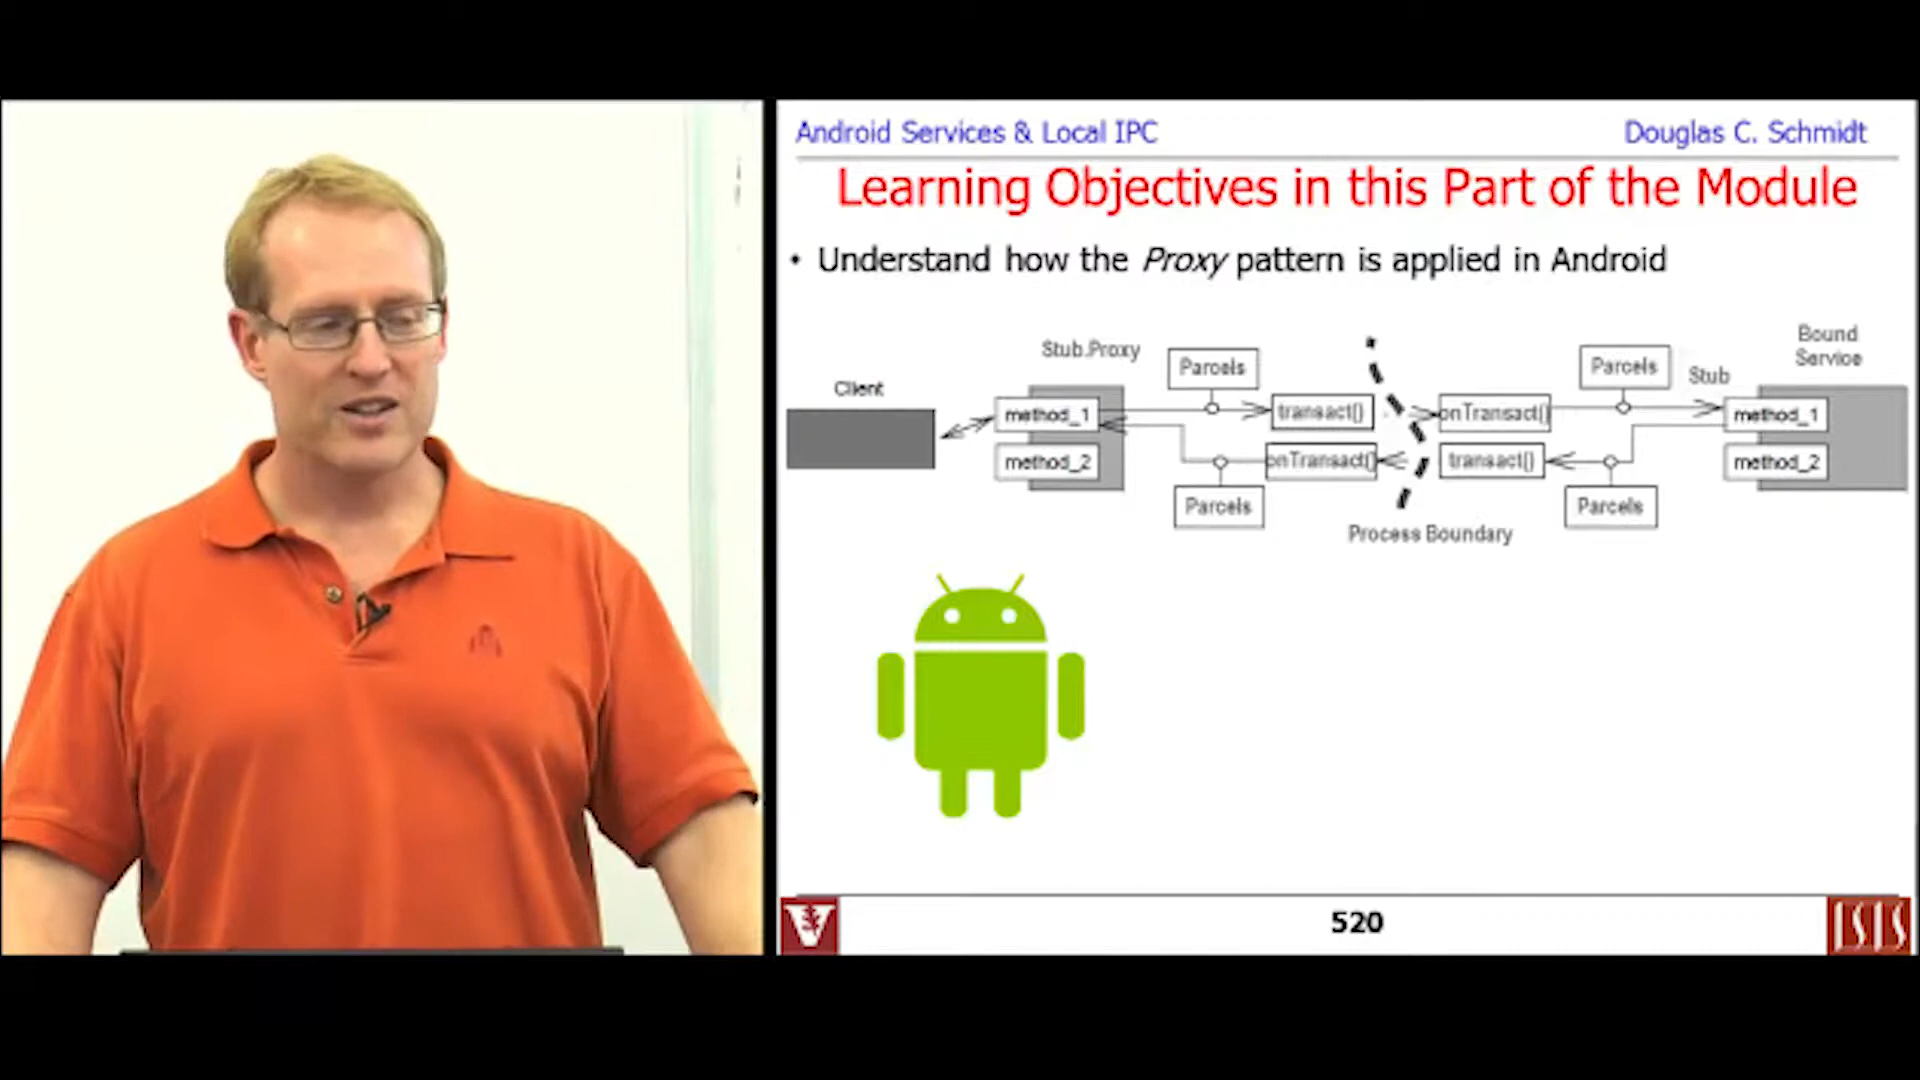 Android Services & Local IPC
Douglas C. Schmidt
Learning Objectives in this Part of the Module
• Understand how the Proxy pattern is applied in Android
Client
Stub.Proxy
method_1
method_2
Parcels
transact()
onTransact()
Parcels
Process Boundary
Parcels
onTransact()
transact()
Parcels
Stub
Bound
Service
method_1
method_2
V
520
ISIS